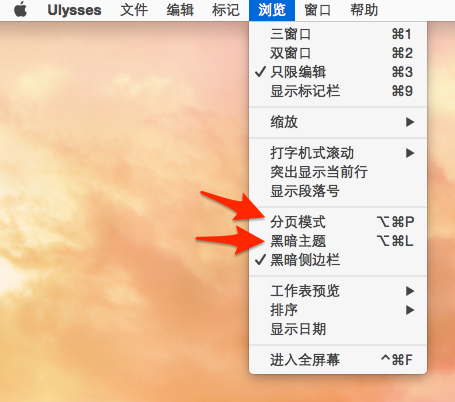 Ulysses 文件 编辑 标记 浏览 窗口 帮助
三窗口 ⌘1
双窗口 ⌘2
✓ 只限编辑 ⌘3
显示标记栏 ⌘9
缩放 ▶
打字机式滚动 ▶
突出显示当前行
显示段落号
分页模式 ⌥⌘P
黑暗主题 ⌥⌘L
✓ 黑暗侧边栏
工作表预览 ▶
排序 ▶
显示日期
进入全屏幕 ^⌘F